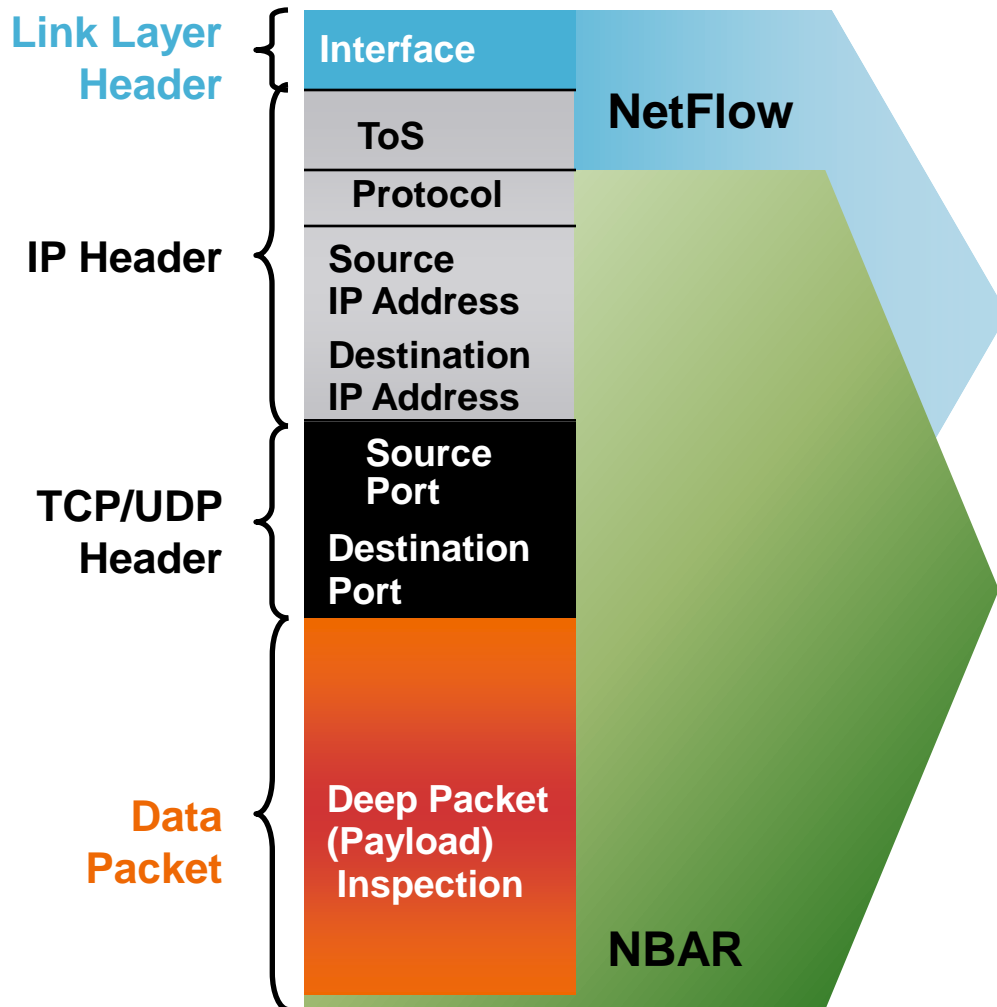 Link Layer
Header
Interface
NetFlow
ToS
Protocol
IP Header
Source
IP Address
Destination
IP Address
TCP/UDP
Header
Source
Port
Destination
Port
Data
Packet
Deep Packet
(Payload)
Inspection
NBAR